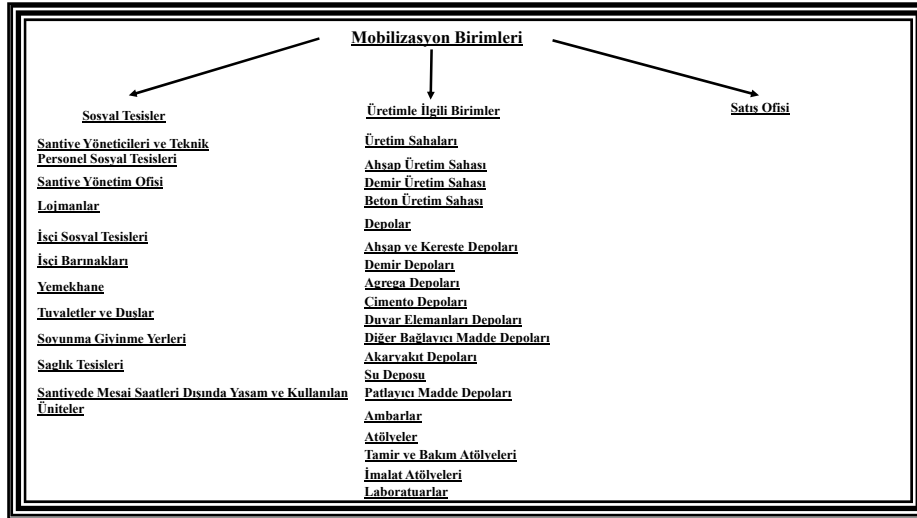 Mobilizasyon Birimleri
Sosyal Tesisler
Şantiye Yöneticileri ve Teknik
Personel Sosyal Tesisleri
Şantiye Yönetim Ofisi
Lojmanlar
İşçi Sosyal Tesisleri
İşçi Barınakları
Yemekhane
Tuvaletler ve Duşlar
Soyunma Giyinme Yerleri
Saglık Tesisleri
Şantiyede Mesai Saatleri Dışında Yaşam ve Kullanılan
Üniteler
Üretimle İlgili Birimler
Üretim Sahaları
Ahşap Üretim Sahası
Demir Üretim Sahası
Beton Üretim Sahası
Depolar
Ahşap ve Kereste Depoları
Demir Depoları
Agrega Depoları
Çimento Depoları
Duvar Elemanları Depoları
Diğer Bağlayıcı Madde Depoları
Akaryakıt Depoları
Su Deposu
Patlayıcı Madde Depoları
Ambarlar
Atölyeler
Tamir ve Bakım Atölyeleri
İmalat Atölyeleri
Laboratuarlar
Satış Ofisi